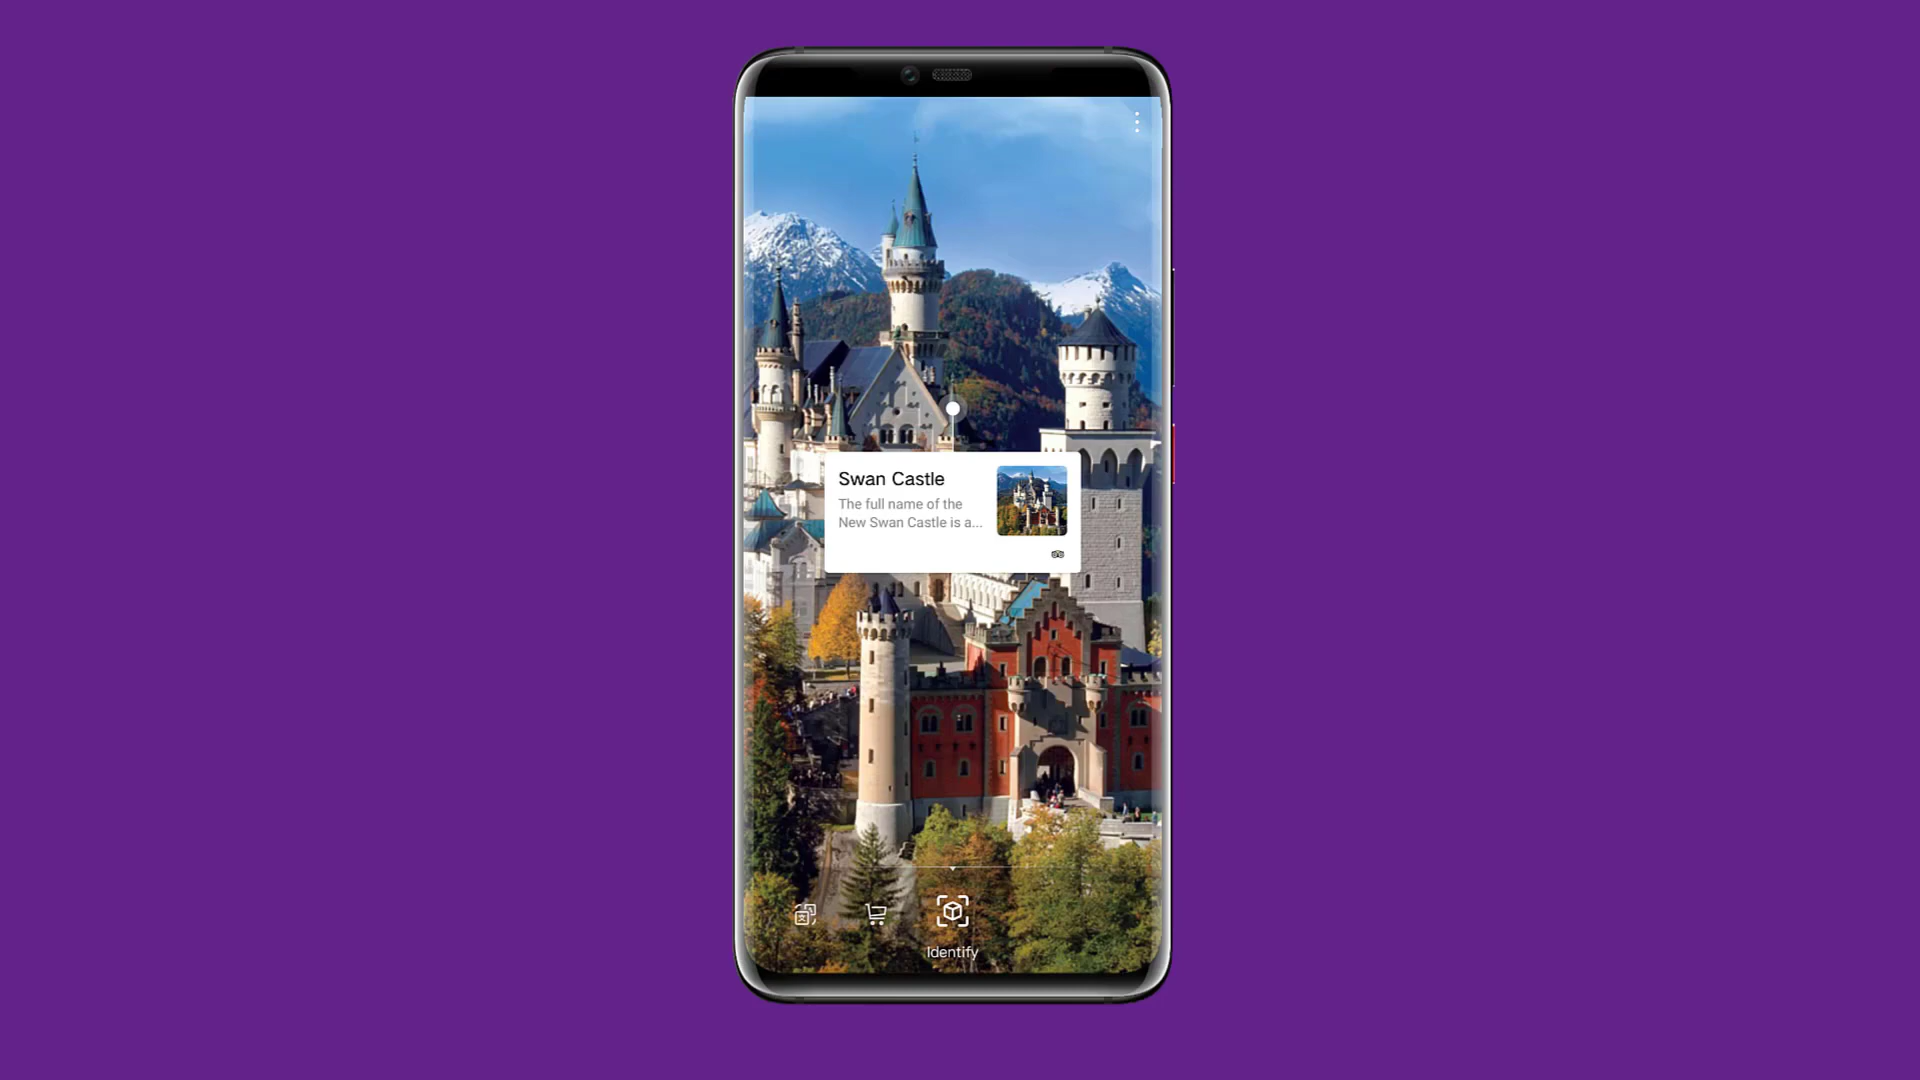 Swan Castle
The full name of the
New Swan Castle is a...
Identify